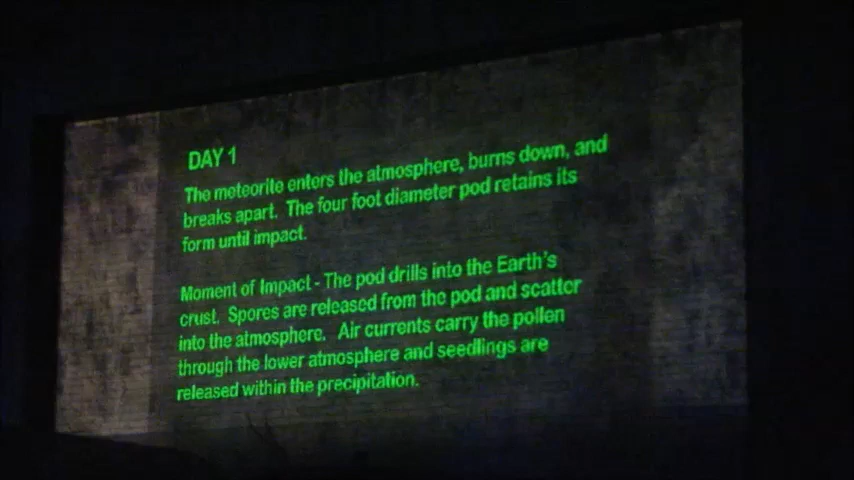 DAY 1
The meteorite enters the atmosphere, burns down, and
breaks apart.  The four foot diameter pod retains its
form until impact.
Moment of Impact - The pod drills into the Earth's
crust.  Spores are released from the pod and scatter
into the atmosphere.   Air currents carry the pollen
through the lower atmosphere and seedlings are
released within the precipitation.